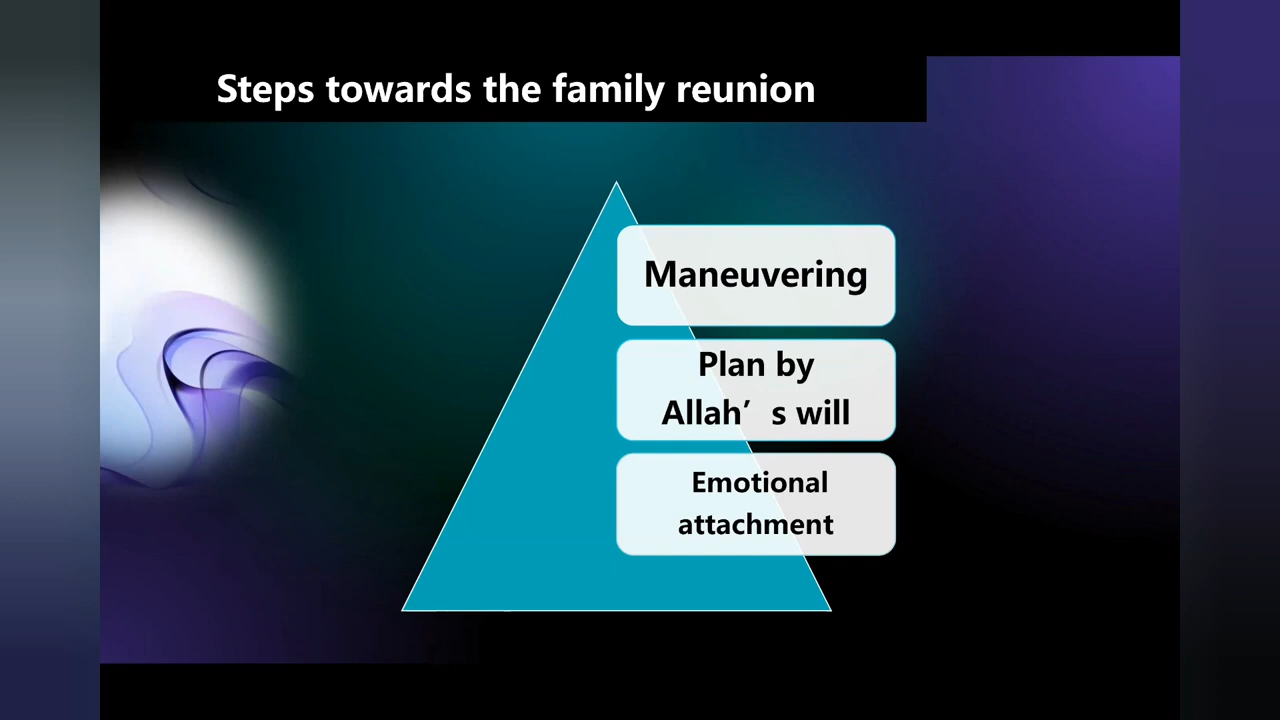 Steps towards the family reunion
Maneuvering
Plan by
Allah’s will
Emotional
attachment